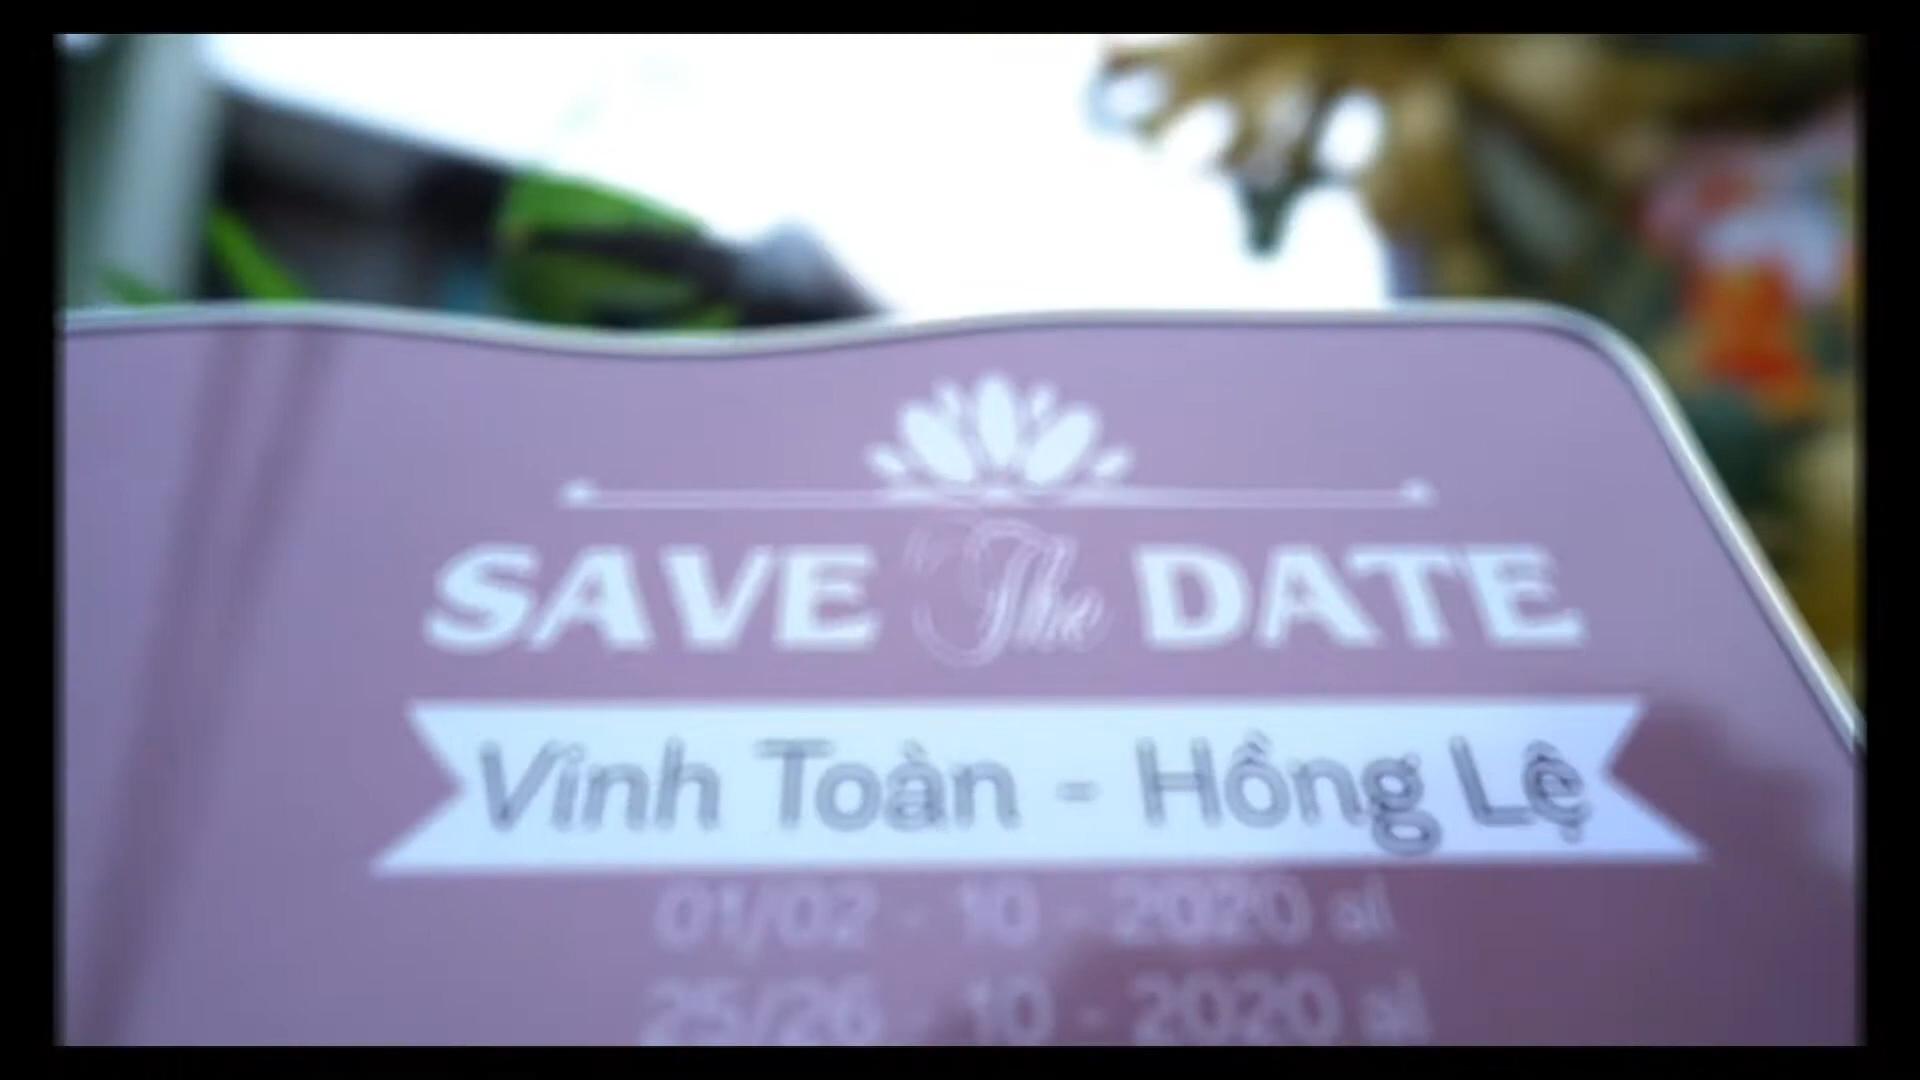 SAVE The DATE
Vĩnh Toàn - Hồng Lệ
01/02 - 10 - 2020 al
25/26 - 10 - 2020 al